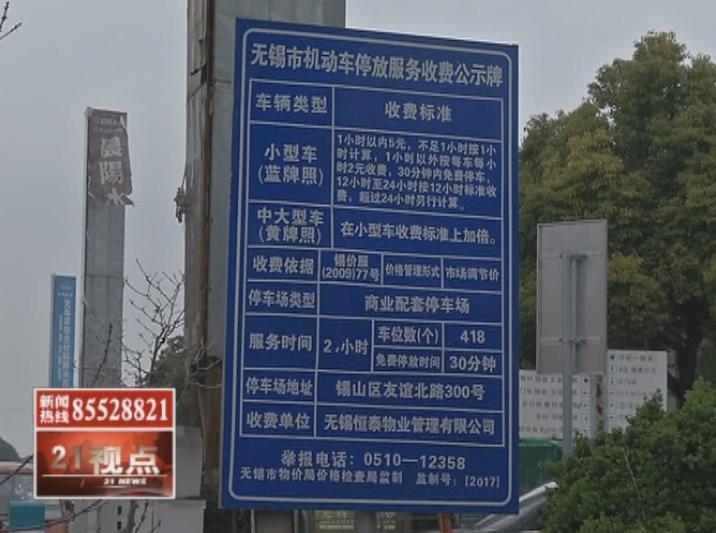 无锡市机动车停放服务收费公示牌
车辆类型 收费标准
小型车
(蓝牌照)
1小时以内5元，不足1小时按1小
时计算，1小时以外按每车每小
时2元收费，30分钟内免费停车，
12小时至24小时按12小时标准收
费，超过24小时另行计算。
中大型车
(黄牌照)
在小型车收费标准上加倍。
收费依据 锡价服
(2009)77号 价格管理形式 市场调节价
停车场类型 商业配套停车场
服务时间 2 小时 车位数(个) 418
免费停放时间 30分钟
停车场地址 锡山区友谊北路300号
收费单位 无锡恒泰物业管理有限公司
举报电话：0510—12358
无锡市物价局价格检查局监制 监制号：[2017]
新闻
热线 85528821
21视点
21 NEWS